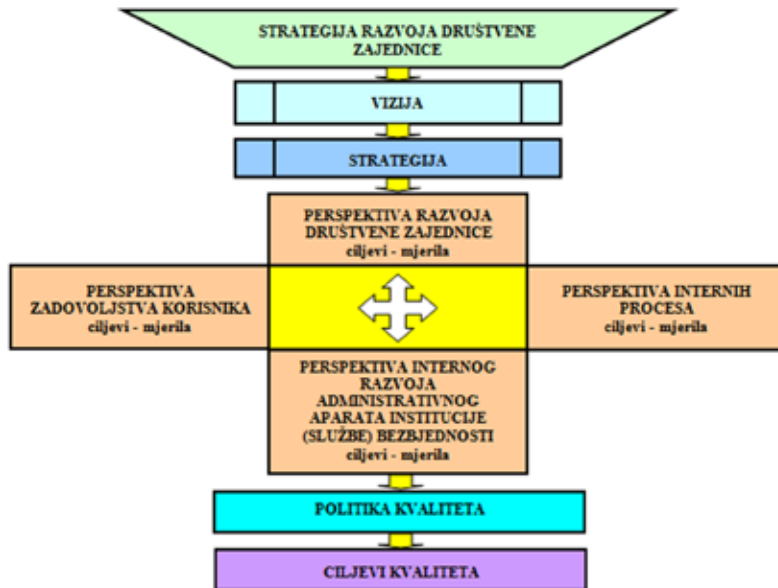 STRATEGIJA RAZVOJA DRUŠTVENE
ZAJEDNICE
VIZIJA
STRATEGIJA
PERSPEKTIVA RAZVOJA
DRUŠTVENE ZAJEDNICE
ciljevi - mjerila
PERSPEKTIVA
ZADOVOLJSTVA KORISNIKA
ciljevi - mjerila
PERSPEKTIVA INTERNIH
PROCESA
ciljevi - mjerila
PERSPEKTIVA INTERNOG
RAZVOJA
ADMINISTRATIVNOG
APARATA INSTITUCIJE
(SLUŽBE) BEZBJEDNOSTI
ciljevi - mjerila
POLITIKA KVALITETA
CILJEVI KVALITETA